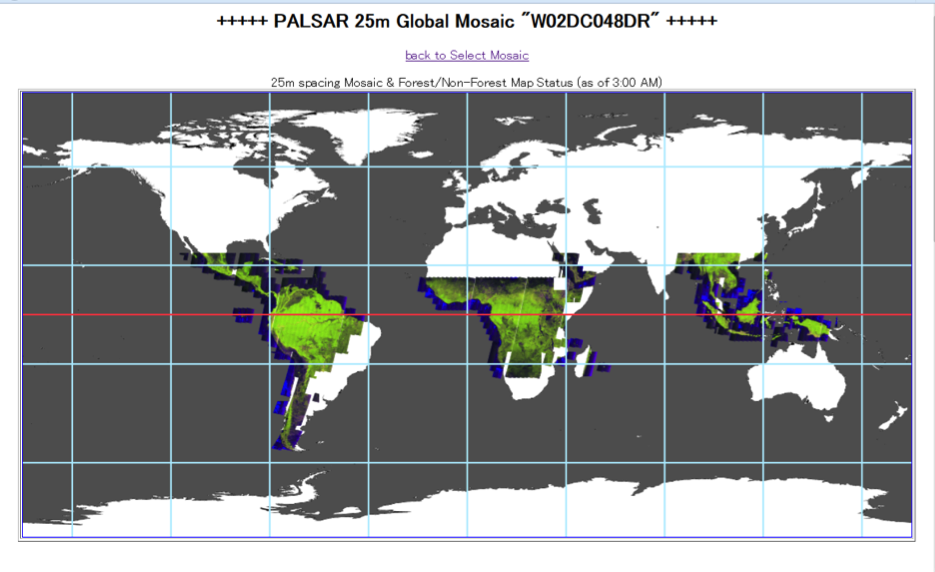 +++++ PALSAR 25m Global Mosaic "W02DC048DR" +++++
back to Select Mosaic
25m spacing Mosaic & Forest/Non-Forest Map Status (as of 3:00 AM)